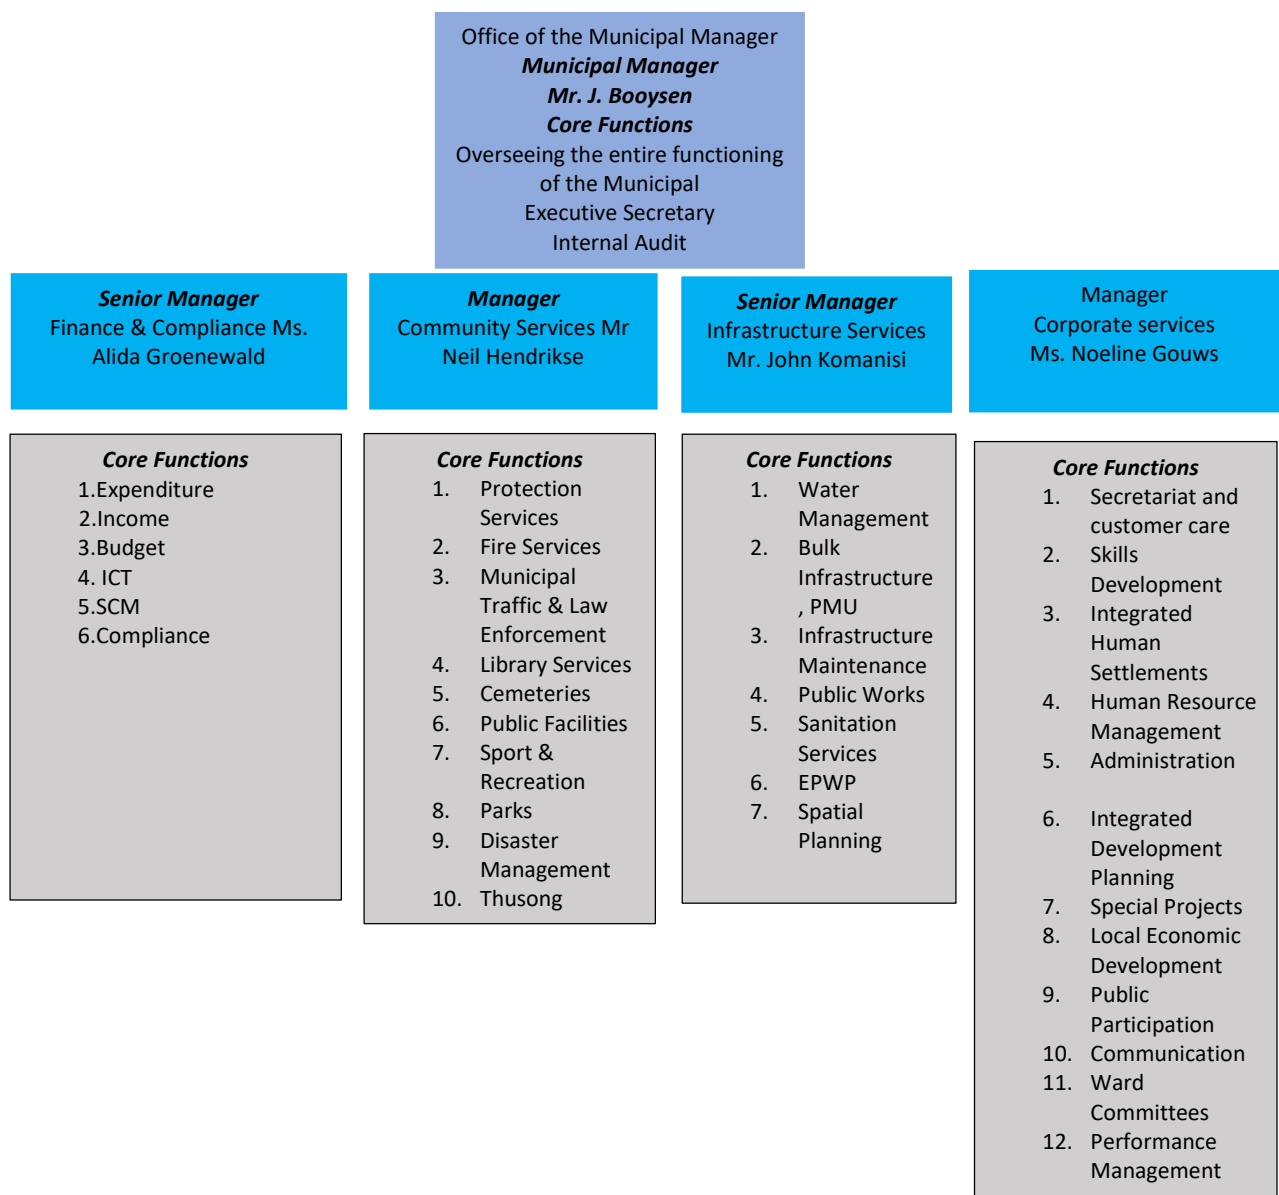 Office of the Municipal Manager
Municipal Manager
Mr. J. Booysen
Core Functions
Overseeing the entire functioning
of the Municipal
Executive Secretary
Internal Audit
Senior Manager
Finance & Compliance Ms.
Alida Groenewald
Manager
Community Services Mr
Neil Hendrikse
Senior Manager
Infrastructure Services
Mr. John Komanisi
Manager
Corporate services
Ms. Noeline Gouws
Core Functions
1.Expenditure
2.Income
3.Budget
4. ICT
5.SCM
6.Compliance
Core Functions
1. Protection
Services
2. Fire Services
3. Municipal
Traffic & Law
Enforcement
4. Library Services
5. Cemeteries
6. Public Facilities
7. Sport &
Recreation
8. Parks
9. Disaster
Management
10. Thusong
Core Functions
1. Water
Management
2. Bulk
Infrastructure
, PMU
3. Infrastructure
Maintenance
4. Public Works
5. Sanitation
Services
6. EPWP
7. Spatial
Planning
Core Functions
1. Secretariat and
customer care
2. Skills
Development
3. Integrated
Human
Settlements
4. Human Resource
Management
5. Administration
6. Integrated
Development
Planning
7. Special Projects
8. Local Economic
Development
9. Public
Participation
10. Communication
11. Ward
Committees
12. Performance
Management